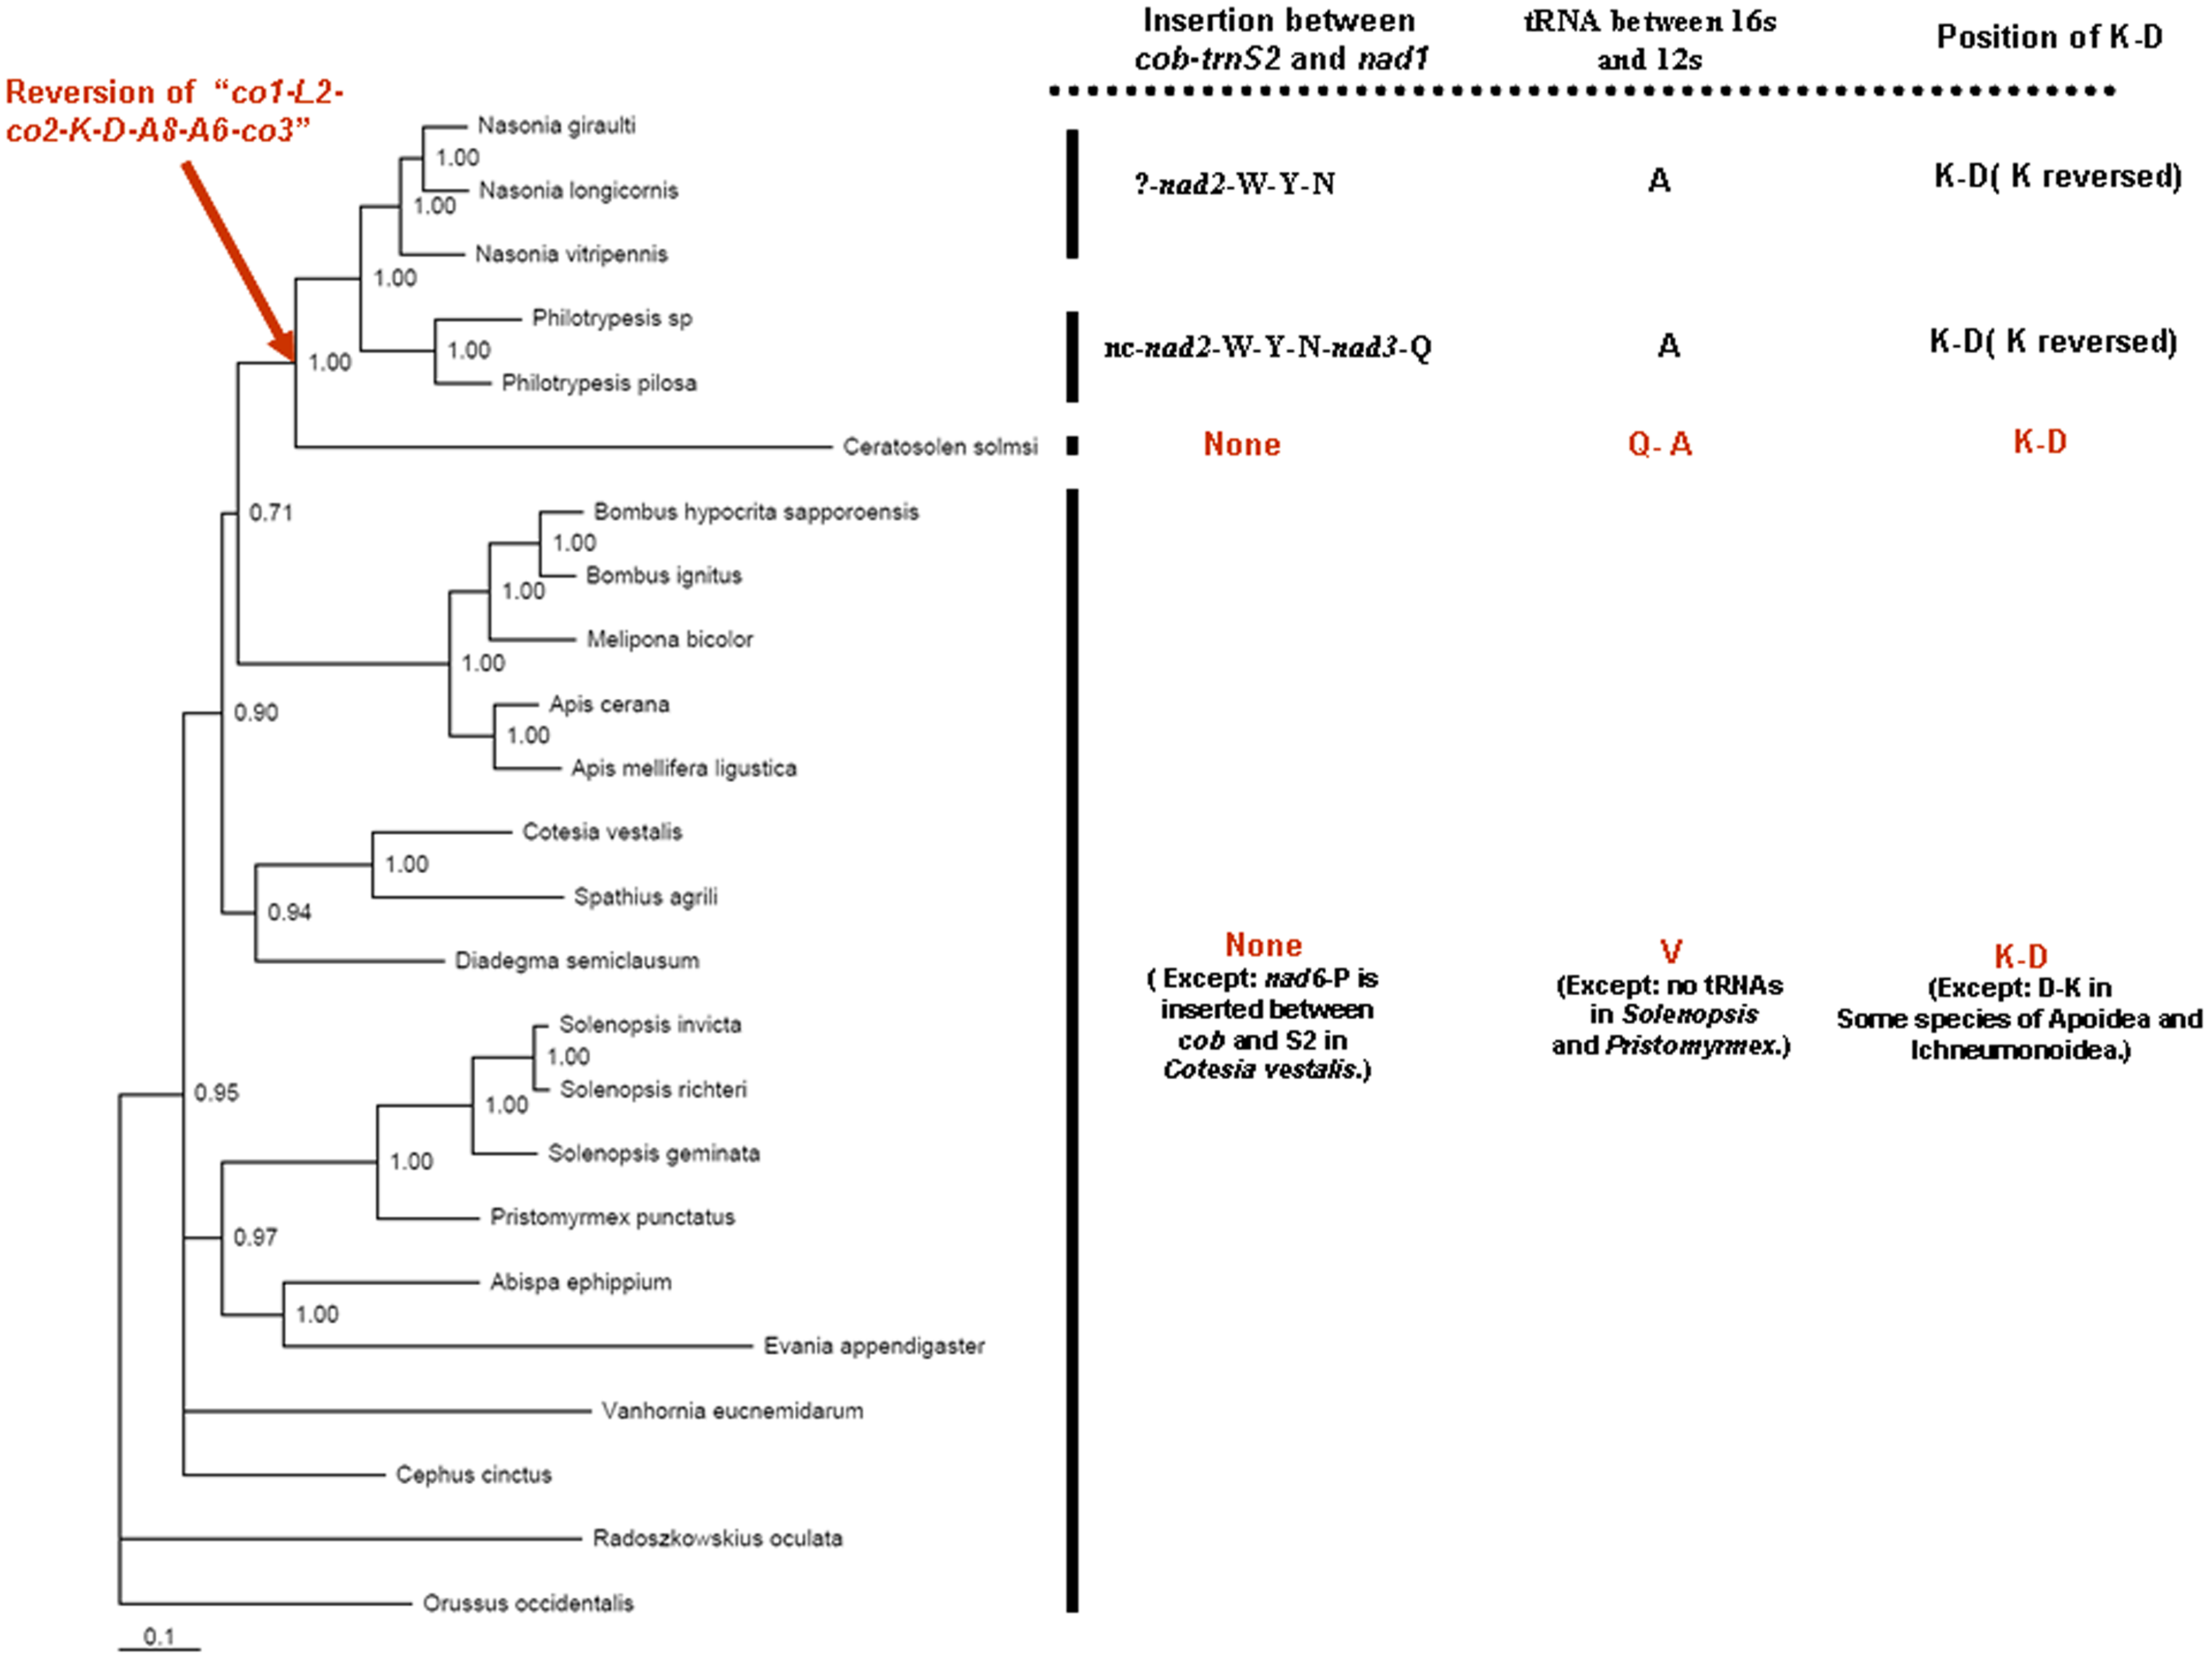 Insertion between
cob-trnS2 and nad1
tRNA between 16s
and 12s
Position of K-D
Reversion of “co1-L2-
co2-K-D-A8-A6-co3”
Nasonia giraulti
1.00
Nasonia longicornis
1.00
Nasonia vitripennis
1.00
?-nad2-W-Y-N
A
K-D( K reversed)
Philotrypesis sp
1.00
Philotrypesis pilosa
1.00
nc-nad2-W-Y-N-nad3-Q
A
K-D( K reversed)
Ceratosolen solmsi
None
Q- A
K-D
Bombus hypocrita sapporoensis
0.71
1.00
Bombus ignitus
1.00
Melipona bicolor
1.00
Apis cerana
0.90
1.00
Apis mellifera ligustica
Cotesia vestalis
1.00
Spathius agrili
0.94
Diadegma semiclausum
None
( Except: nad6-P is
inserted between
cob and S2 in
Cotesia vestalis.)
V
(Except: no tRNAs
in Solenopsis
and Pristomyrmex.)
K-D
(Except: D-K in
Some species of Apoidea and
Ichneumonoidea.)
Solenopsis invicta
1.00
Solenopsis richteri
0.95
1.00
Solenopsis geminata
1.00
Pristomyrmex punctatus
0.97
Abispa ephippium
1.00
Evania appendigaster
Vanhornia eucnemidarum
Cephus cinctus
Radoszkowskius oculata
Orussus occidentalis
0.1